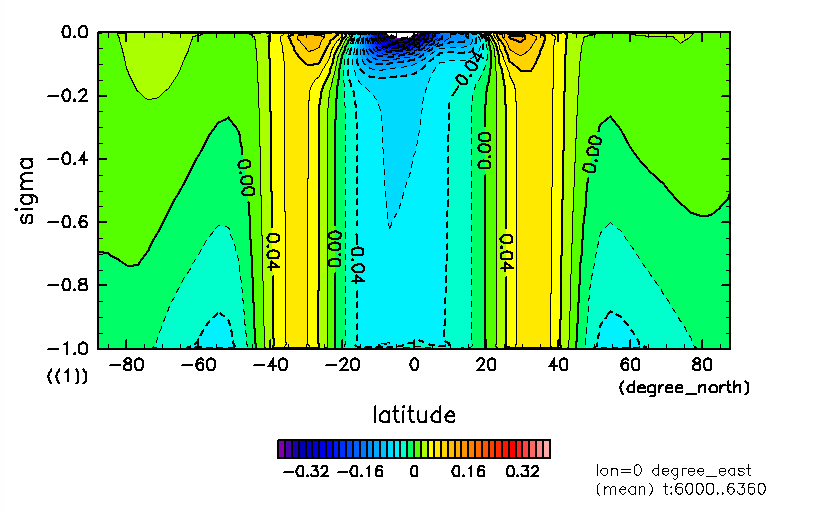 0.0
-0.2
-0.4
-0.6
-0.8
-1.0
sigma
-0.04
0.00
0.00
0.00
0.04
0.00
-0.04
0.04
((1))
-80 -60 -40 -20 0 20 40 60 80
(degree_north)
latitude
-0.32 -0.16 0 0.16 0.32
lon=0 degree_east
(mean) t:6000..6360